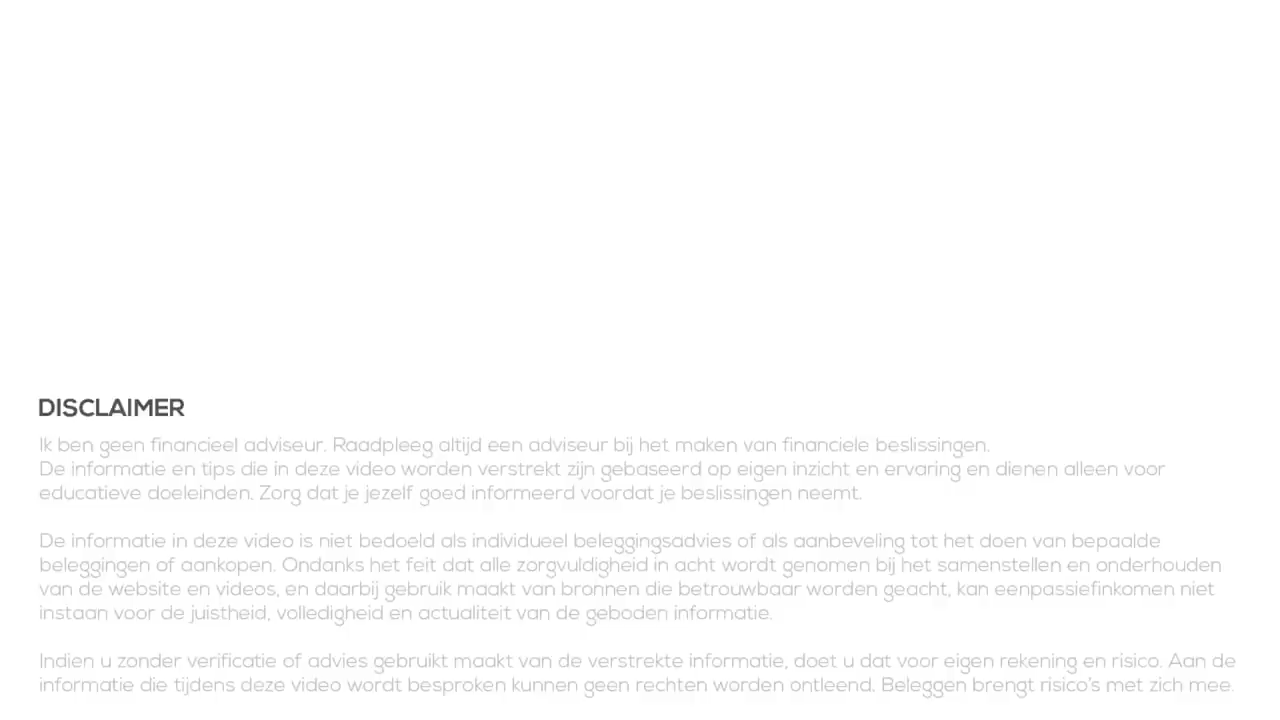 DISCLAIMER
Ik ben geen financieel adviseur. Raadpleeg altijd een adviseur bij het maken van financiele beslissingen.
De informatie en tips die in deze video worden verstrekt zijn gebaseerd op eigen inzicht en ervaring en dienen alleen voor
educatieve doeleinden. Zorg dat je jezelf goed informeerd voordat je beslissingen neemt.
De informatie in deze video is niet bedoeld als individueel beleggingsadvies of als aanbeveling tot het doen van bepaalde
beleggingen of aankopen. Ondanks het feit dat alle zorgvuldigheid in acht wordt genomen bij het samenstellen en onderhouden
van de website en videos, en daarbij gebruik maakt van bronnen die betrouwbaar worden geacht, kan eenpassiefinkomen niet
instaan voor de juistheid, volledigheid en actualiteit van de geboden informatie.
Indien u zonder verificatie of advies gebruikt maakt van de verstrekte informatie, doet u dat voor eigen rekening en risico. Aan de
informatie die tijdens deze video wordt besproken kunnen geen rechten worden ontleend. Beleggen brengt risico's met zich mee.